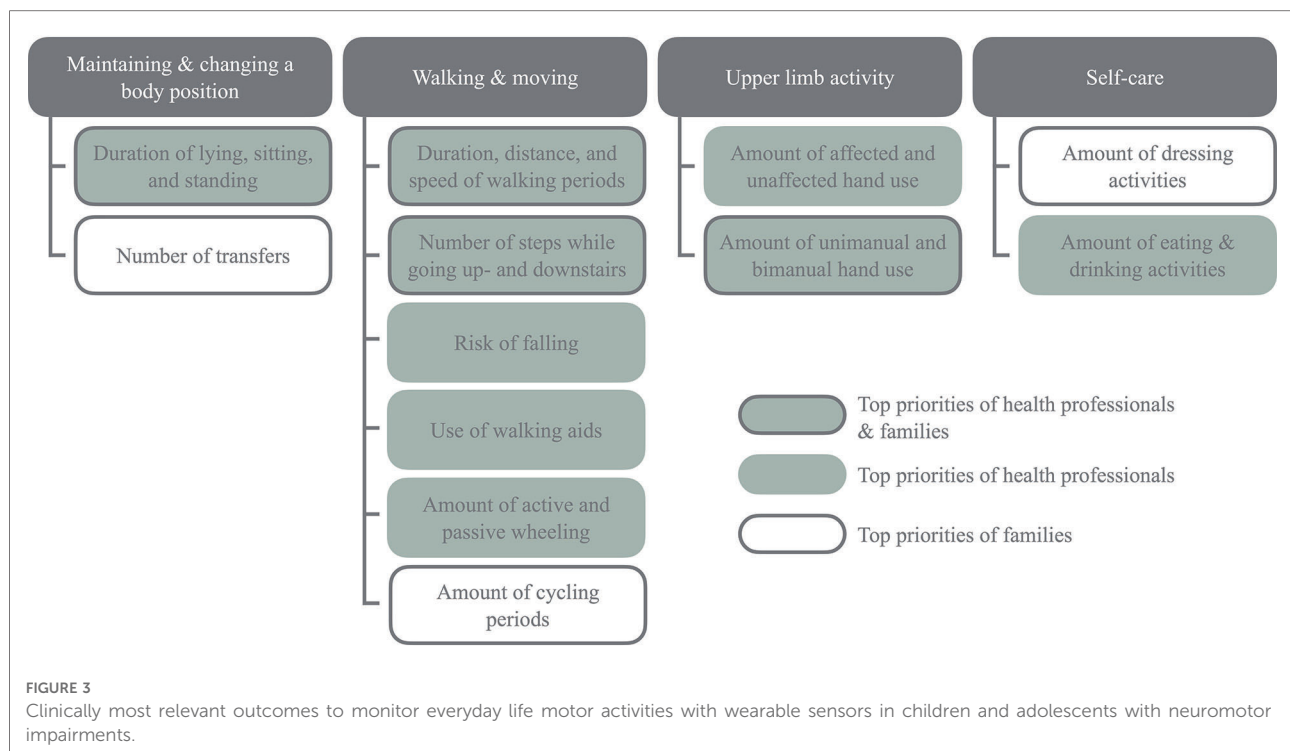 Maintaining & changing a
body position
Duration of lying, sitting,
and standing
Number of transfers
Walking & moving
Duration, distance, and
speed of walking periods
Number of steps while
going up- and downstairs
Risk of falling
Use of walking aids
Amount of active and
passive wheeling
Amount of cycling
periods
Upper limb activity
Amount of affected and
unaffected hand use
Amount of unimanual and
bimanual hand use
Self-care
Amount of dressing
activities
Amount of eating &
drinking activities
Top priorities of health professionals
& families
Top priorities of health professionals
Top priorities of families
FIGURE 3
Clinically most relevant outcomes to monitor everyday life motor activities with wearable sensors in children and adolescents with neuromotor
impairments.